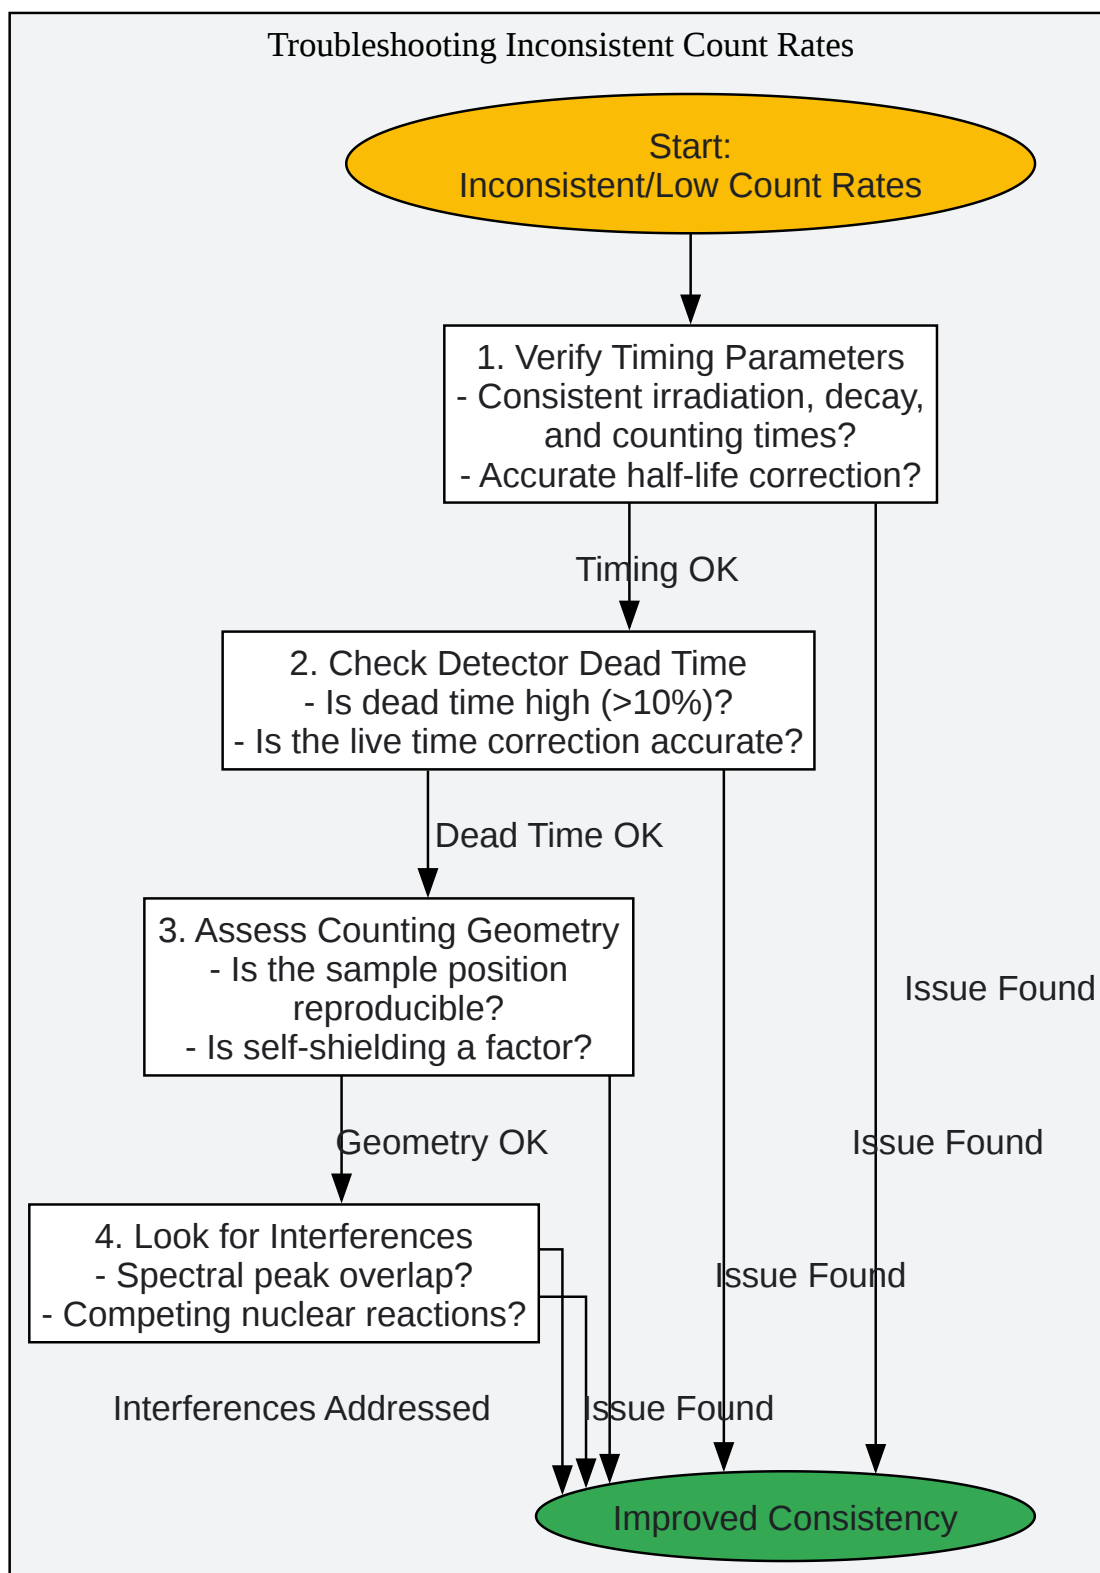 Troubleshooting Inconsistent Count Rates
Start:
Inconsistent/Low Count Rates
1. Verify Timing Parameters
- Consistent irradiation, decay,
and counting times?
- Accurate half-life correction?
Timing OK
2. Check Detector Dead Time
- Is dead time high (>10%)?
- Is the live time correction accurate?
Dead Time OK
3. Assess Counting Geometry
- Is the sample position
reproducible?
- Is self-shielding a factor?
Issue Found
Geometry OK
Issue Found
4. Look for Interferences
- Spectral peak overlap?
- Competing nuclear reactions?
Issue Found
Interferences Addressed
Issue Found
Improved Consistency